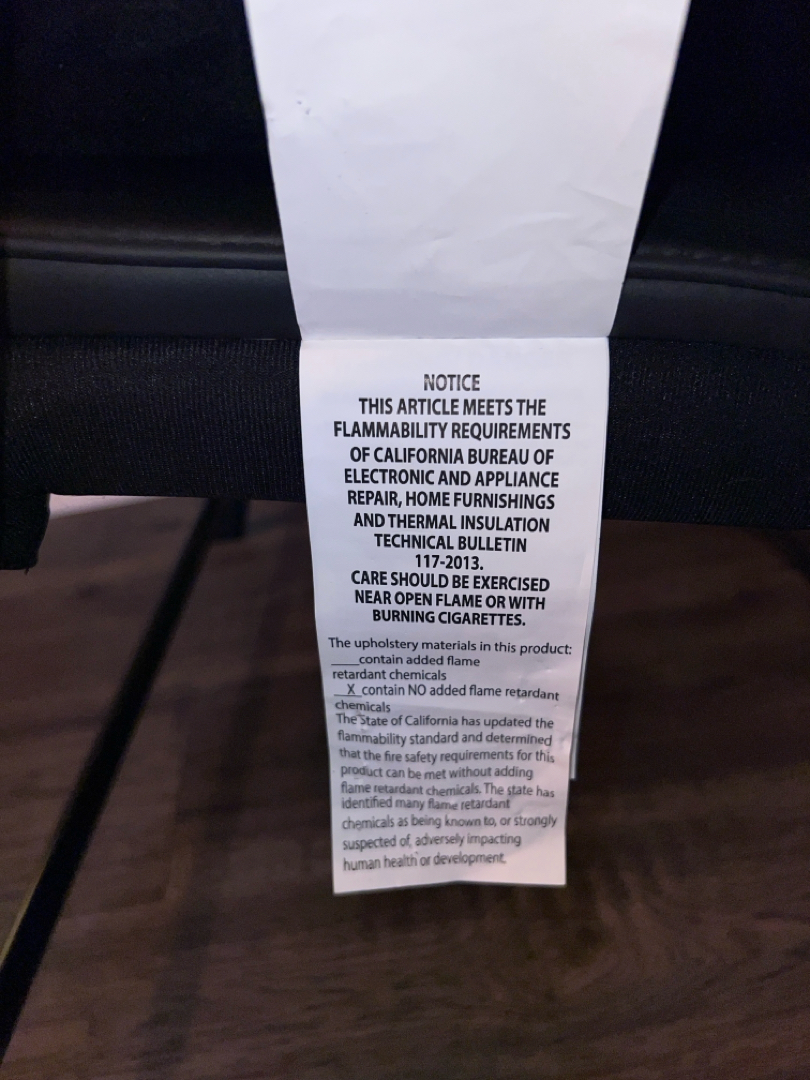 NOTICE
THIS ARTICLE MEETS THE
FLAMMABILITY REQUIREMENTS
OF CALIFORNIA BUREAU OF
ELECTRONIC AND APPLIANCE
REPAIR, HOME FURNISHINGS
AND THERMAL INSULATION
TECHNICAL BULLETIN
117-2013.
CARE SHOULD BE EXERCISED
NEAR OPEN FLAME OR WITH
BURNING CIGARETTES.
The upholstery materials in this product:
____contain added flame
retardant chemicals
__X_contain NO added flame retardant
chemicals
The State of California has updated the
flammability standard and determined
that the fire safety requirements for this
product can be met without adding
flame retardant chemicals. The state has
identified many flame retardant
chemicals as being known to, or strongly
suspected of, adversely impacting
human health or development.